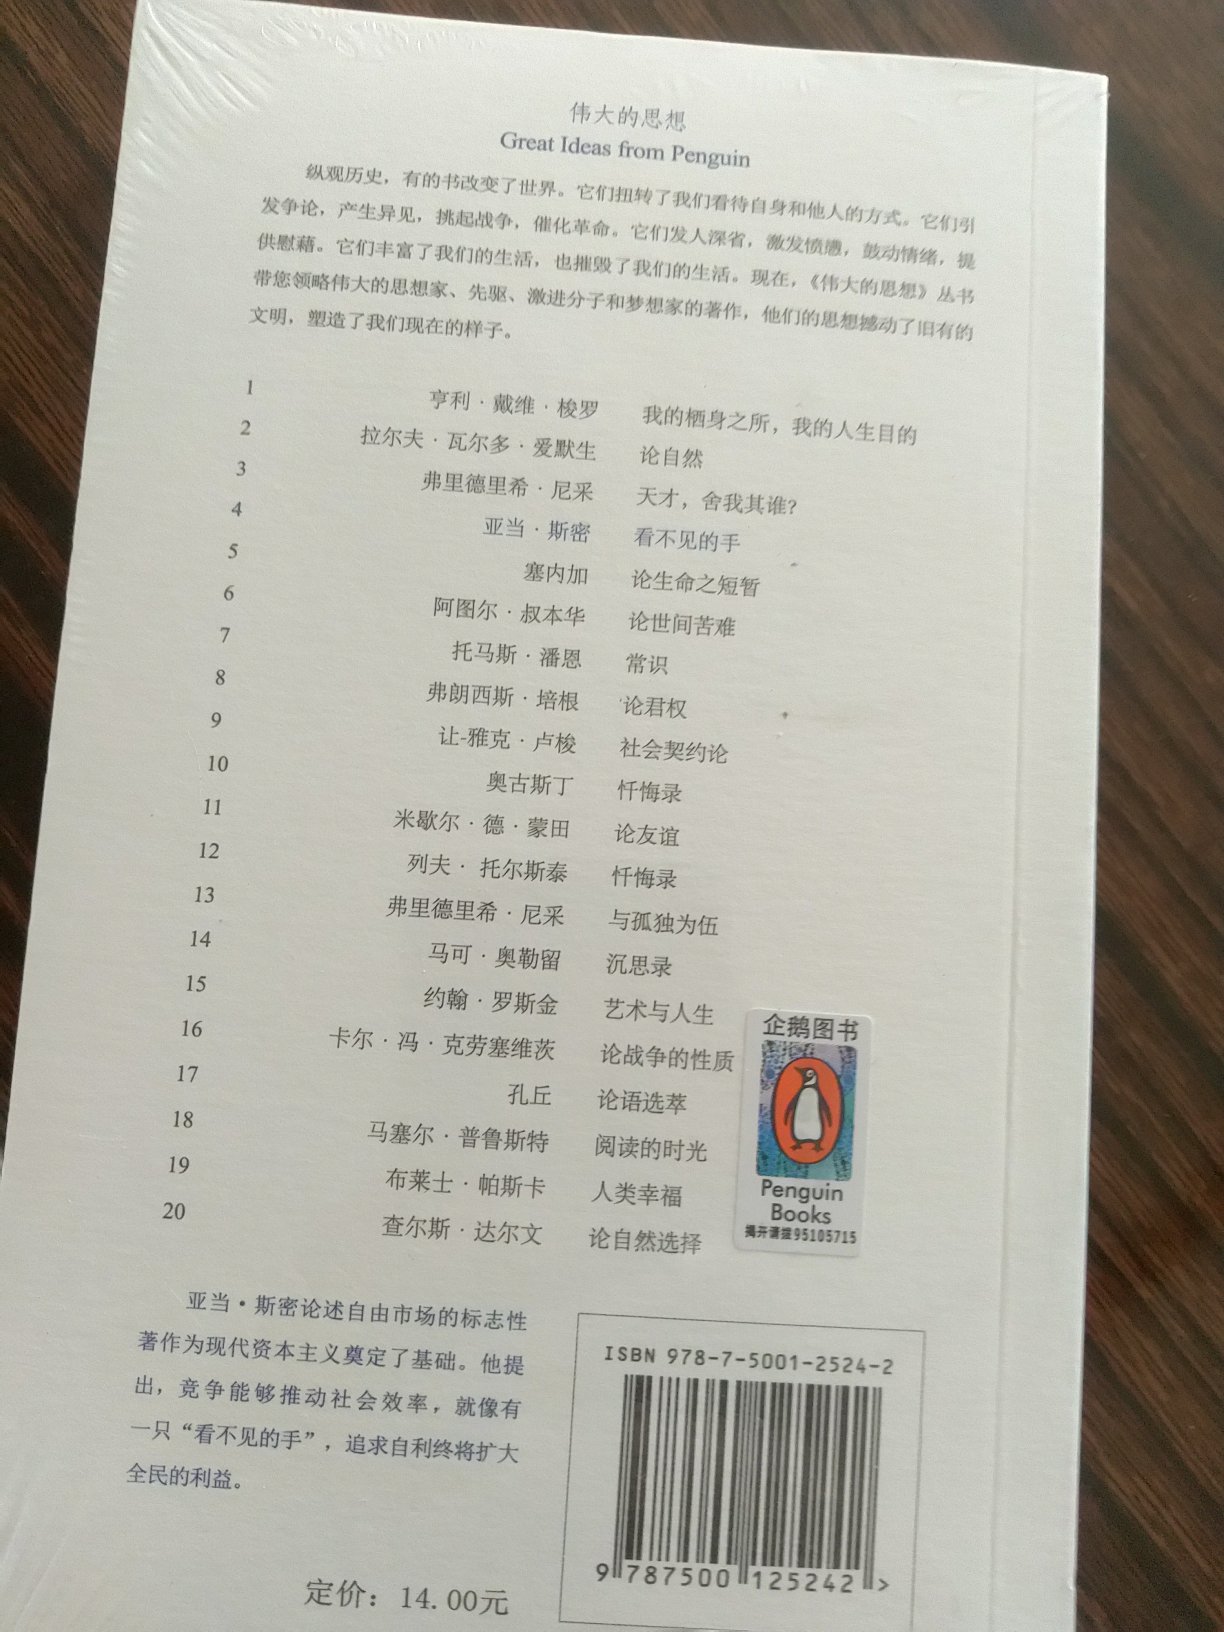 伟大的思想
Great Ideas from Penguin
纵观历史，有的书改变了世界。它们扭转了我们看待自身和他人的方式。它们引
发争论，产生异见，挑起战争，催化革命。它们发人深省，激发愤懑，鼓动情绪，提
供慰藉。它们丰富了我们的生活，也摧毁了我们的生活。现在，《伟大的思想》丛书
带您领略伟大的思想家、先驱、激进分子和梦想家的著作，他们的思想撼动了旧有的
文明，塑造了我们现在的样子。
1 亨利·戴维·梭罗 我的栖身之所，我的人生目的
2 拉尔夫·瓦尔多·爱默生 论自然
3 弗里德里希·尼采 天才，舍我其谁？
4 亚当·斯密 看不见的手
5 塞内加 论生命之短暂
6 阿图尔·叔本华 论世间苦难
7 托马斯·潘恩 常识
8 弗朗西斯·培根 论君权
9 让-雅克·卢梭 社会契约论
10 奥古斯丁 忏悔录
11 米歇尔·德·蒙田 论友谊
12 列夫·托尔斯泰 忏悔录
13 弗里德里希·尼采 与孤独为伍
14 马可·奥勒留 沉思录
15 约翰·罗斯金 艺术与人生
16 卡尔·冯·克劳塞维茨 论战争的性质
17 孔丘 论语选萃
18 马塞尔·普鲁斯特 阅读的时光
19 布莱士·帕斯卡 人类幸福
20 查尔斯·达尔文 论自然选择
企鹅图书
Penguin
Books
揭开请拨95105715
亚当·斯密论述自由市场的标志性
著作为现代资本主义奠定了基础。他提
出，竞争能够推动社会效率，就像有
一只“看不见的手”，追求自利终将扩大
全民的利益。
定价：14.00元
ISBN 978-7-5001-2524-2
9 787500 125242 >